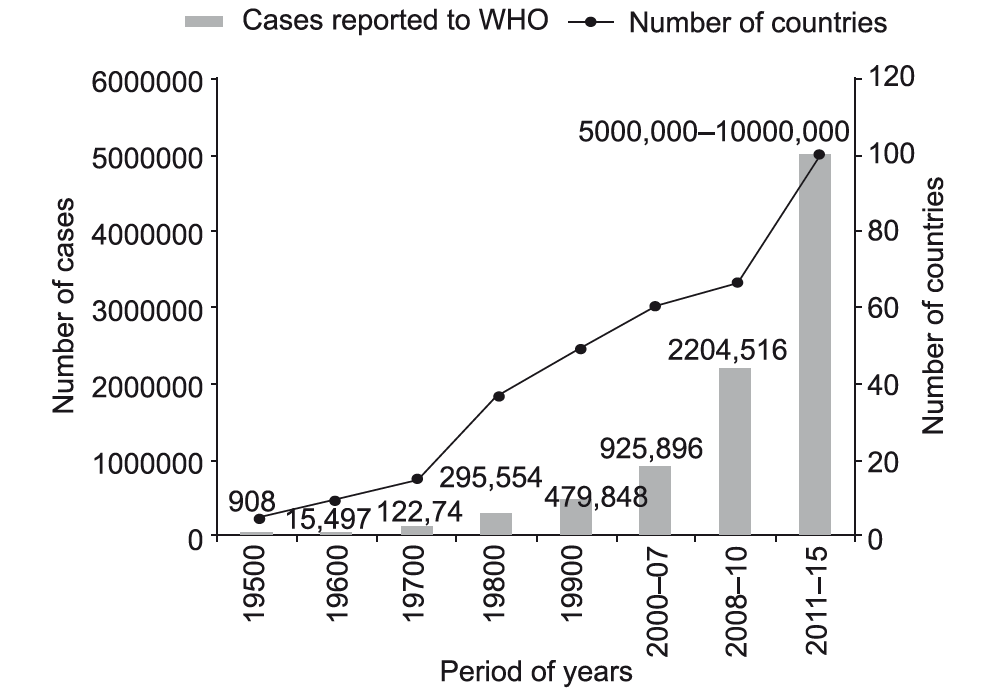 Cases reported to WHO Number of countries
6000000 120
5000,000–10000,000
5000000 100
4000000 80
3000000 60
2204,516
2000000 40
925,896
1000000 20
295,554
479,848
908
15,497 122,74
0 0
Number of cases
Number of countries
19500 19600 19700 19800 19900 2000–07 2008–10 2011–15
Period of years